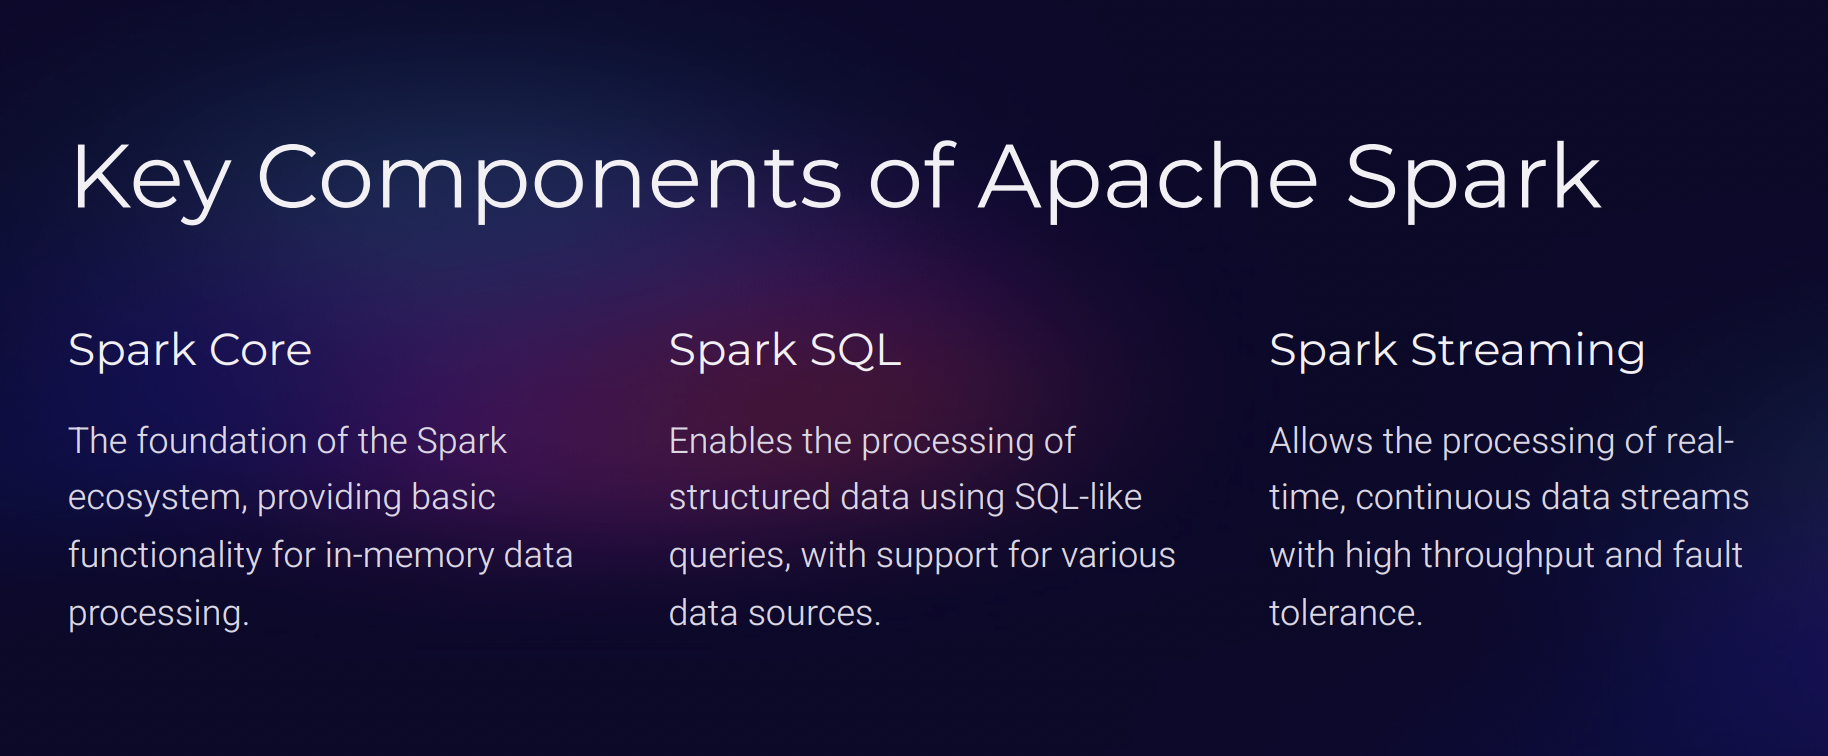 Key Components of Apache Spark
Spark Core
The foundation of the Spark
ecosystem, providing basic
functionality for in-memory data
processing.
Spark SQL
Enables the processing of
structured data using SQL-like
queries, with support for various
data sources.
Spark Streaming
Allows the processing of real-
time, continuous data streams
with high throughput and fault
tolerance.